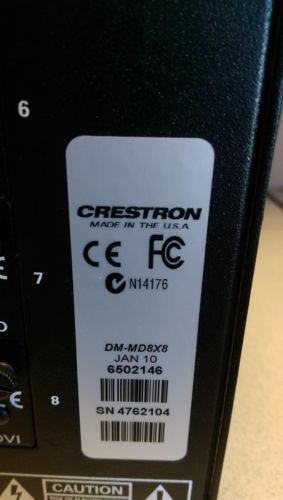 6
CRESTRON
MADE IN THE U.S.A
CE FC
N14176
7
DM-MD8X8
JAN 10
6502146
8
SN 4762104
DVI
CAUTION